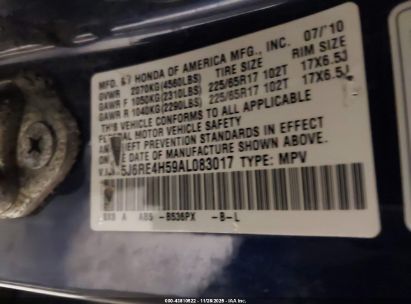 MFD. BY HONDA OF AMERICA MFG., INC. 07/'10
GVWR 2070KG(4560LBS) TIRE SIZE RIM SIZE
GAWR F 1050KG(2310LBS) 225/65R17 102T 17X6.5J
GAWR R 1040KG(2290LBS) 225/65R17 102T 17X6.5J
THIS VEHICLE CONFORMS TO ALL APPLICABLE
FEDERAL MOTOR VEHICLE SAFETY
AND THEFT PREVENTION STANDARDS IN EFFECT
ON THE DATE OF MANUFACTURE SHOWN ABOVE.
5J6RE4H59AL083017 TYPE: MPV
A ABS -B536PX -B-L